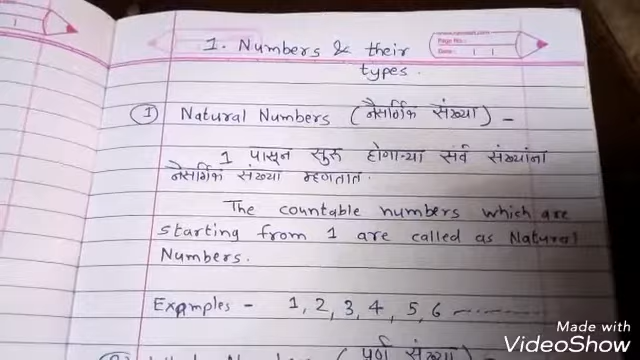 Page No.:
Date:
1. Numbers & their
types.
① Natural Numbers (नैसर्गिक संख्या) -
1 पासून सुरु होणाऱ्या सर्व संख्यांना
नैसर्गिक संख्या म्हणतात.
The countable numbers which are
starting from 1 are called as Natural
Numbers.
Examples - 1, 2, 3, 4, 5, 6 -------
(पूर्ण संख्या)
Made with
VideoShow